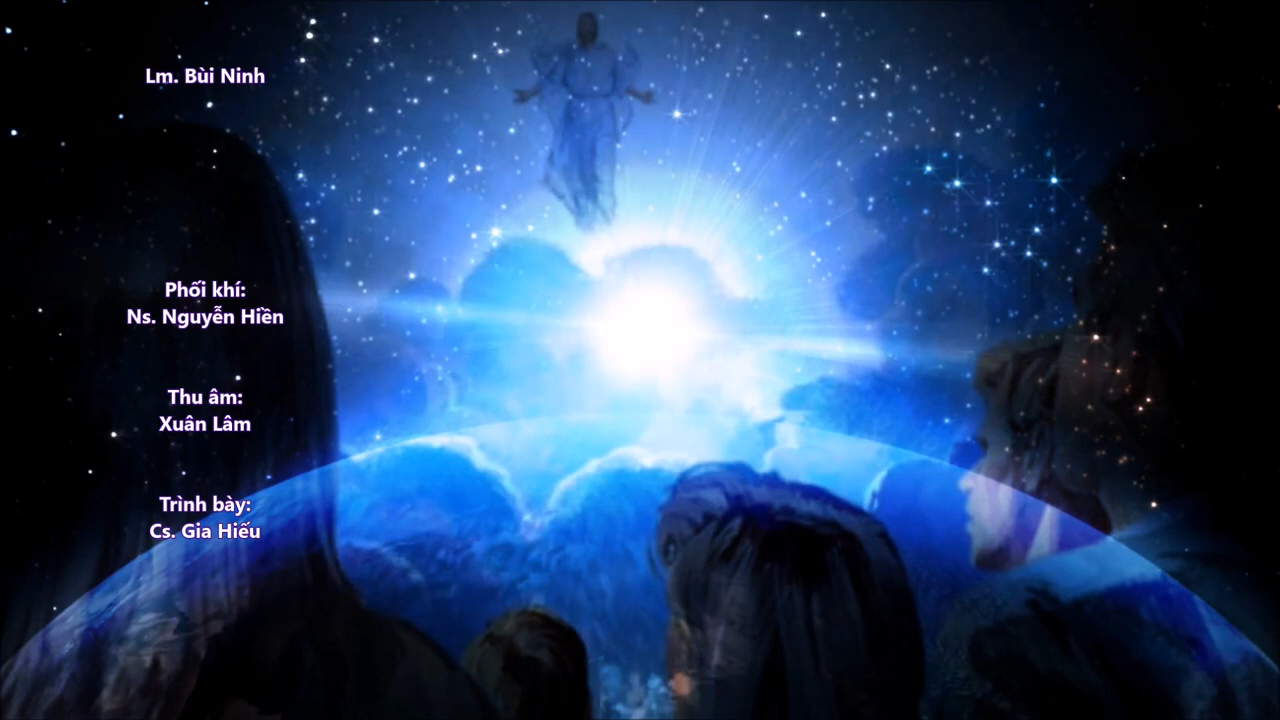 Lm. Bùi Ninh
Phối khí:
Ns. Nguyễn Hiền
Thu âm:
Xuân Lâm
Trình bày:
Cs. Gia Hiếu